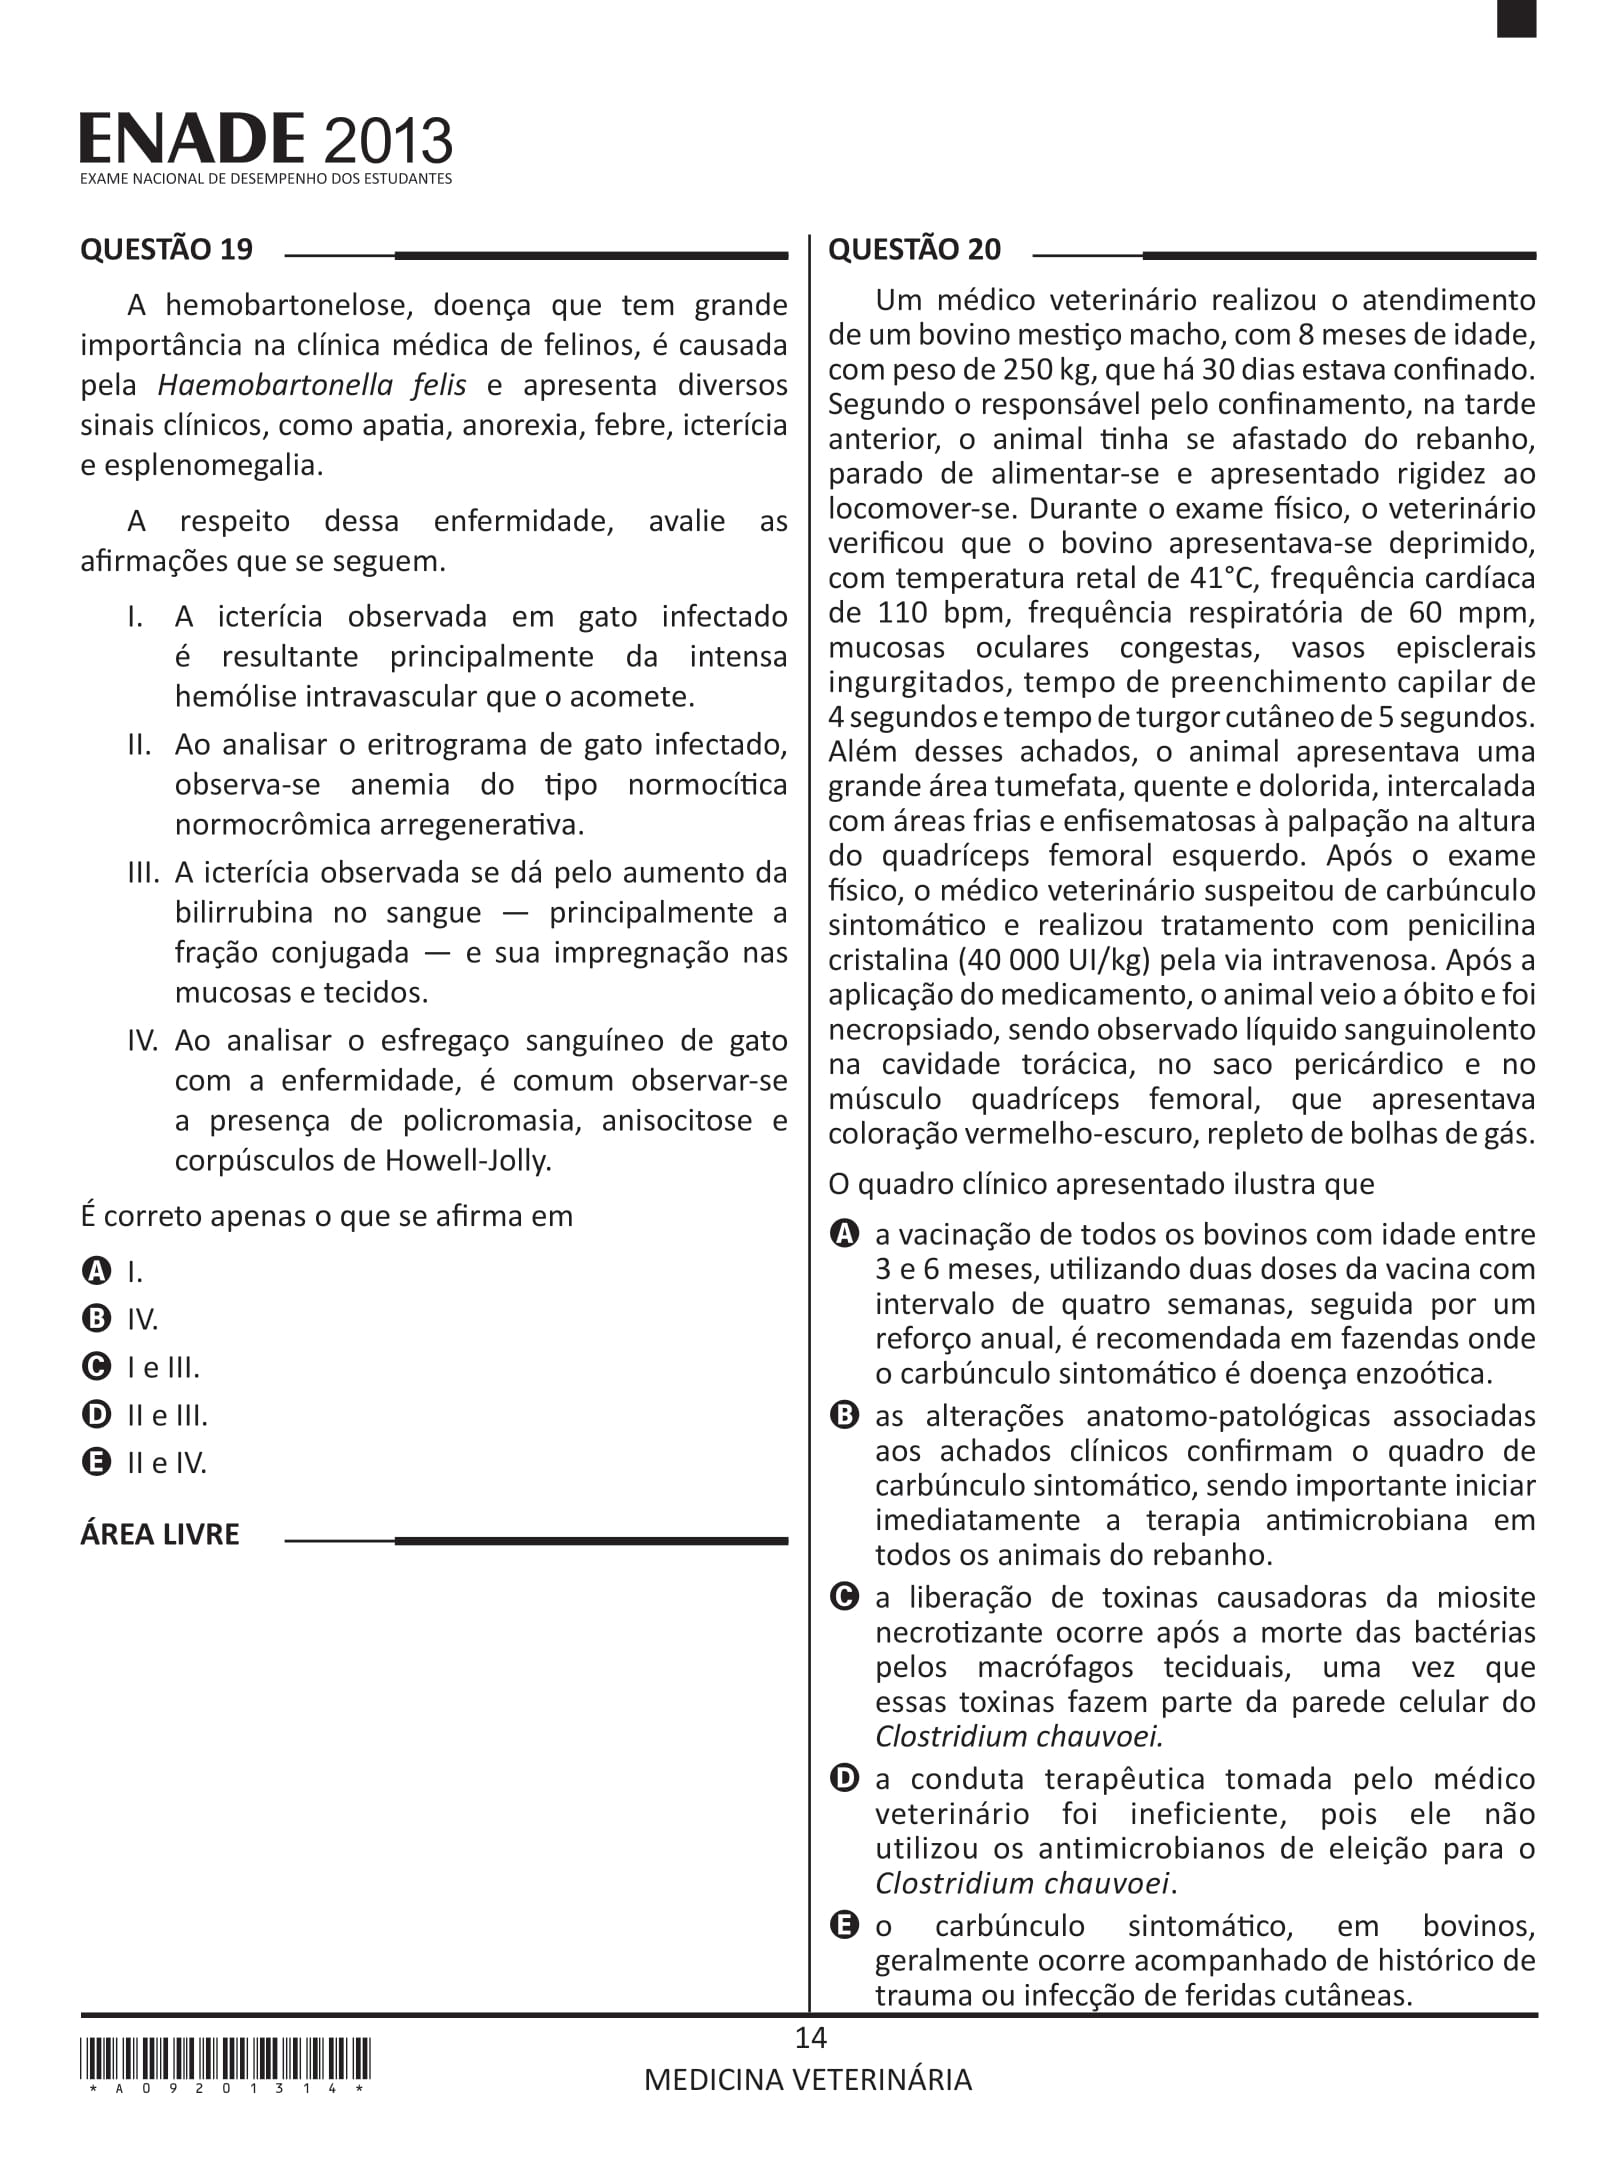 ENADE 2013
EXAME NACIONAL DE DESEMPENHO DOS ESTUDANTES
QUESTÃO 19
A hemobartonelose, doença que tem grande
importância na clínica médica de felinos, é causada
pela Haemobartonella felis e apresenta diversos
sinais clínicos, como apatia, anorexia, febre, icterícia
e esplenomegalia.
A respeito dessa enfermidade, avalie as
afirmações que se seguem.
I. A icterícia observada em gato infectado
é resultante principalmente da intensa
hemólise intravascular que o acomete.
II. Ao analisar o eritrograma de gato infectado,
observa-se anemia do tipo normocítica
normocrômica arregenerativa.
III. A icterícia observada se dá pelo aumento da
bilirrubina no sangue — principalmente a
fração conjugada — e sua impregnação nas
mucosas e tecidos.
IV. Ao analisar o esfregaço sanguíneo de gato
com a enfermidade, é comum observar-se
a presença de policromasia, anisocitose e
corpúsculos de Howell-Jolly.
É correto apenas o que se afirma em
A I.
B IV.
C I e III.
D II e III.
E II e IV.
ÁREA LIVRE
QUESTÃO 20
Um médico veterinário realizou o atendimento
de um bovino mestiço macho, com 8 meses de idade,
com peso de 250 kg, que há 30 dias estava confinado.
Segundo o responsável pelo confinamento, na tarde
anterior, o animal tinha se afastado do rebanho,
parado de alimentar-se e apresentado rigidez ao
locomover-se. Durante o exame físico, o veterinário
verificou que o bovino apresentava-se deprimido,
com temperatura retal de 41°C, frequência cardíaca
de 110 bpm, frequência respiratória de 60 mpm,
mucosas oculares congestas, vasos episclerais
ingurgitados, tempo de preenchimento capilar de
4 segundos e tempo de turgor cutâneo de 5 segundos.
Além desses achados, o animal apresentava uma
grande área tumefata, quente e dolorida, intercalada
com áreas frias e enfisematosas à palpação na altura
do quadríceps femoral esquerdo. Após o exame
físico, o médico veterinário suspeitou de carbúnculo
sintomático e realizou tratamento com penicilina
cristalina (40 000 UI/kg) pela via intravenosa. Após a
aplicação do medicamento, o animal veio a óbito e foi
necropsiado, sendo observado líquido sanguinolento
na cavidade torácica, no saco pericárdico e no
músculo quadríceps femoral, que apresentava
coloração vermelho-escuro, repleto de bolhas de gás.
O quadro clínico apresentado ilustra que
A a vacinação de todos os bovinos com idade entre
3 e 6 meses, utilizando duas doses da vacina com
intervalo de quatro semanas, seguida por um
reforço anual, é recomendada em fazendas onde
o carbúnculo sintomático é doença enzoótica.
B as alterações anatomo-patológicas associadas
aos achados clínicos confirmam o quadro de
carbúnculo sintomático, sendo importante iniciar
imediatamente a terapia antimicrobiana em
todos os animais do rebanho.
C a liberação de toxinas causadoras da miosite
necrotizante ocorre após a morte das bactérias
pelos macrófagos teciduais, uma vez que
essas toxinas fazem parte da parede celular do
Clostridium chauvoei.
D a conduta terapêutica tomada pelo médico
veterinário foi ineficiente, pois ele não
utilizou os antimicrobianos de eleição para o
Clostridium chauvoei.
E o carbúnculo sintomático, em bovinos,
geralmente ocorre acompanhado de histórico de
trauma ou infecção de feridas cutâneas.
14
MEDICINA VETERINÁRIA
* A 0 9 2 0 1 3 1 4 *